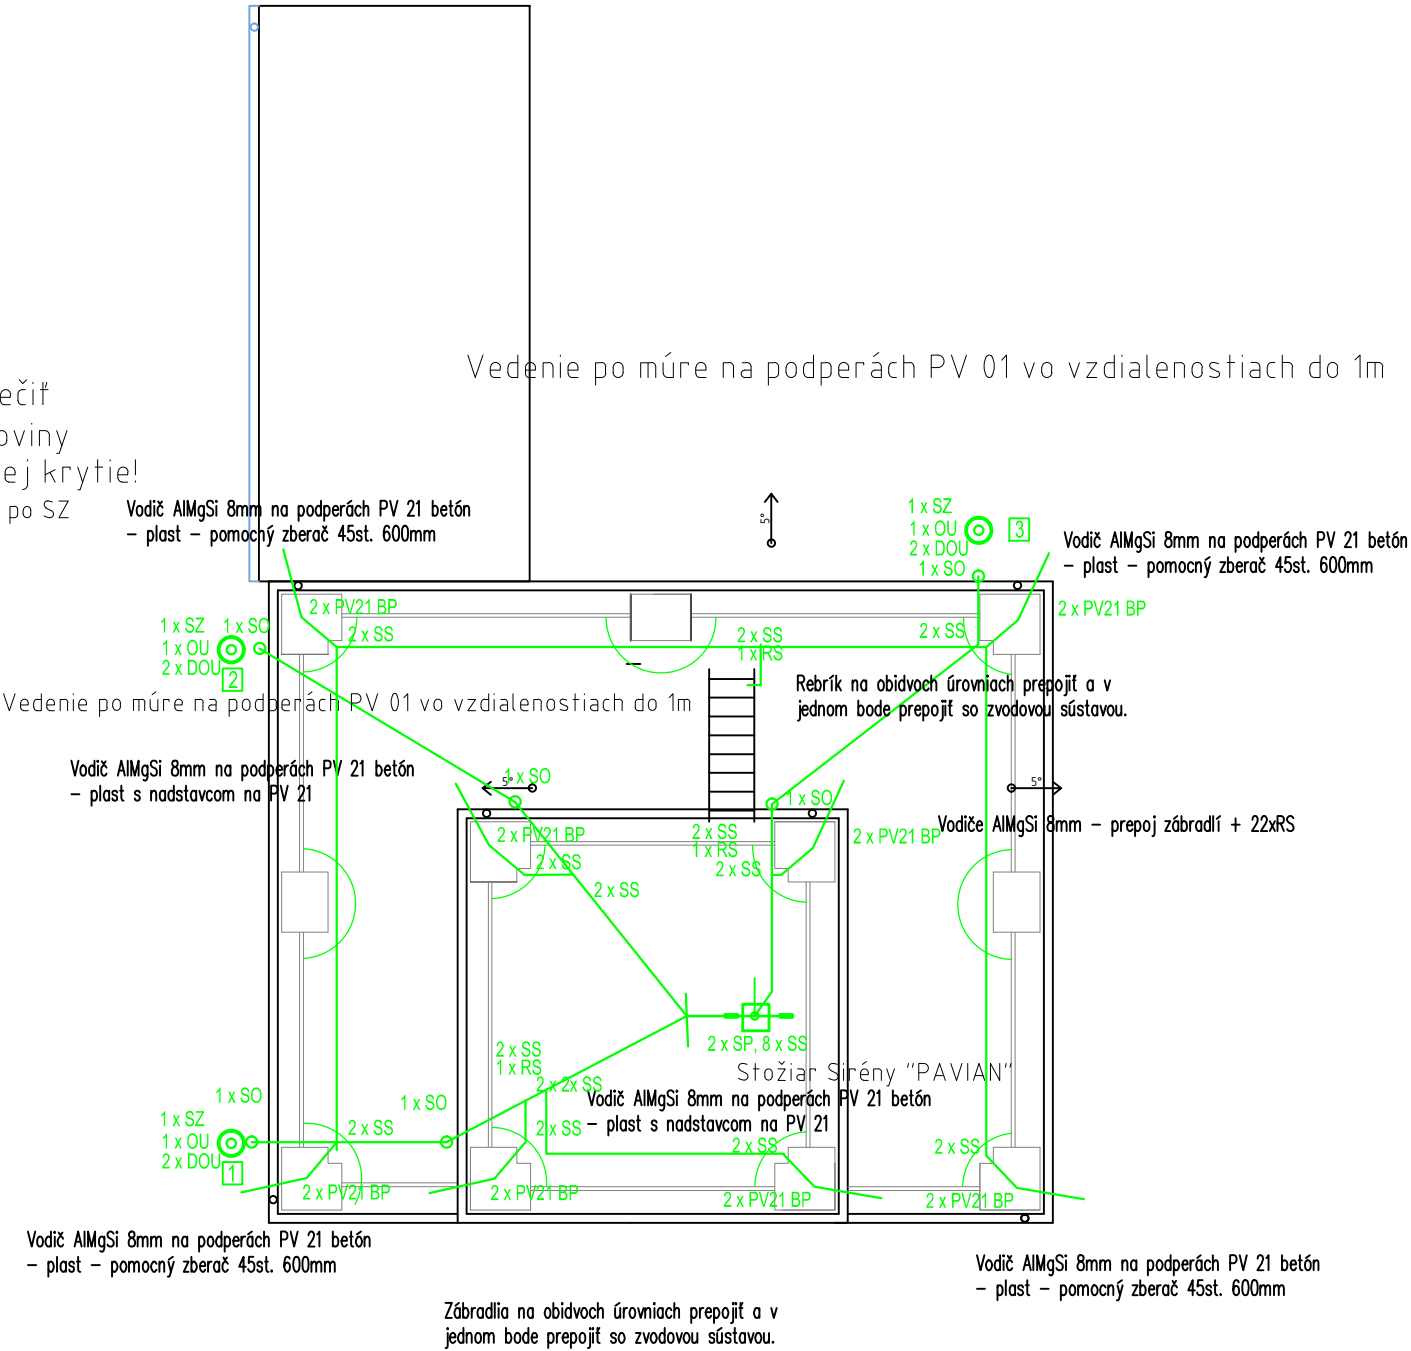 Vedenie po múre na podperách PV 01 vo vzdialenostiach do 1m
ečiť
oviny
ej krytie!
po SZ
Vodič AlMgSi 8mm na podperách PV 21 betón
– plast – pomocný zberač 45st. 600mm
5°
1 x SZ
1 x OU
2 x DOU
1 x SO
3
Vodič AlMgSi 8mm na podperách PV 21 betón
– plast – pomocný zberač 45st. 600mm
2 x PV21 BP
2 x PV21 BP
1 x SZ
1 x SO
1 x OU
2 x DOU
2
2 x SS
2 x SS
1 x RS
2 x SS
Vedenie po múre na podperách PV 01 vo vzdialenostiach do 1m
Rebrík na obidvoch úrovniach prepojiť a v
jednom bode prepojiť so zvodovou sústavou.
Vodič AlMgSi 8mm na podperách PV 21 betón
– plast s nadstavcom na PV 21
1 x SO
5°
1 x SO
5°
Vodiče AlMgSi 8mm – prepoj zábradlí + 22xRS
2 x PV21 BP
2 x SS
1 x RS
2 x PV21 BP
2 x SS
2 x SS
2 x SS
2 x SP, 8 x SS
2 x SS
1 x RS
Stožiar Sirény "PAVIAN"
2 x 2x SS
Vodič AlMgSi 8mm na podperách PV 21 betón
– plast s nadstavcom na PV 21
1 x SO
1 x SO
1 x SZ
1 x OU
2 x DOU
1
2 x SS
2 x SS
2 x SS
2 x SS
2 x PV21 BP
2 x PV21 BP
2 x PV21 BP
2 x PV21 BP
Vodič AlMgSi 8mm na podperách PV 21 betón
– plast – pomocný zberač 45st. 600mm
Vodič AlMgSi 8mm na podperách PV 21 betón
– plast – pomocný zberač 45st. 600mm
Zábradlia na obidvoch úrovniach prepojiť a v
jednom bode prepojiť so zvodovou sústavou.